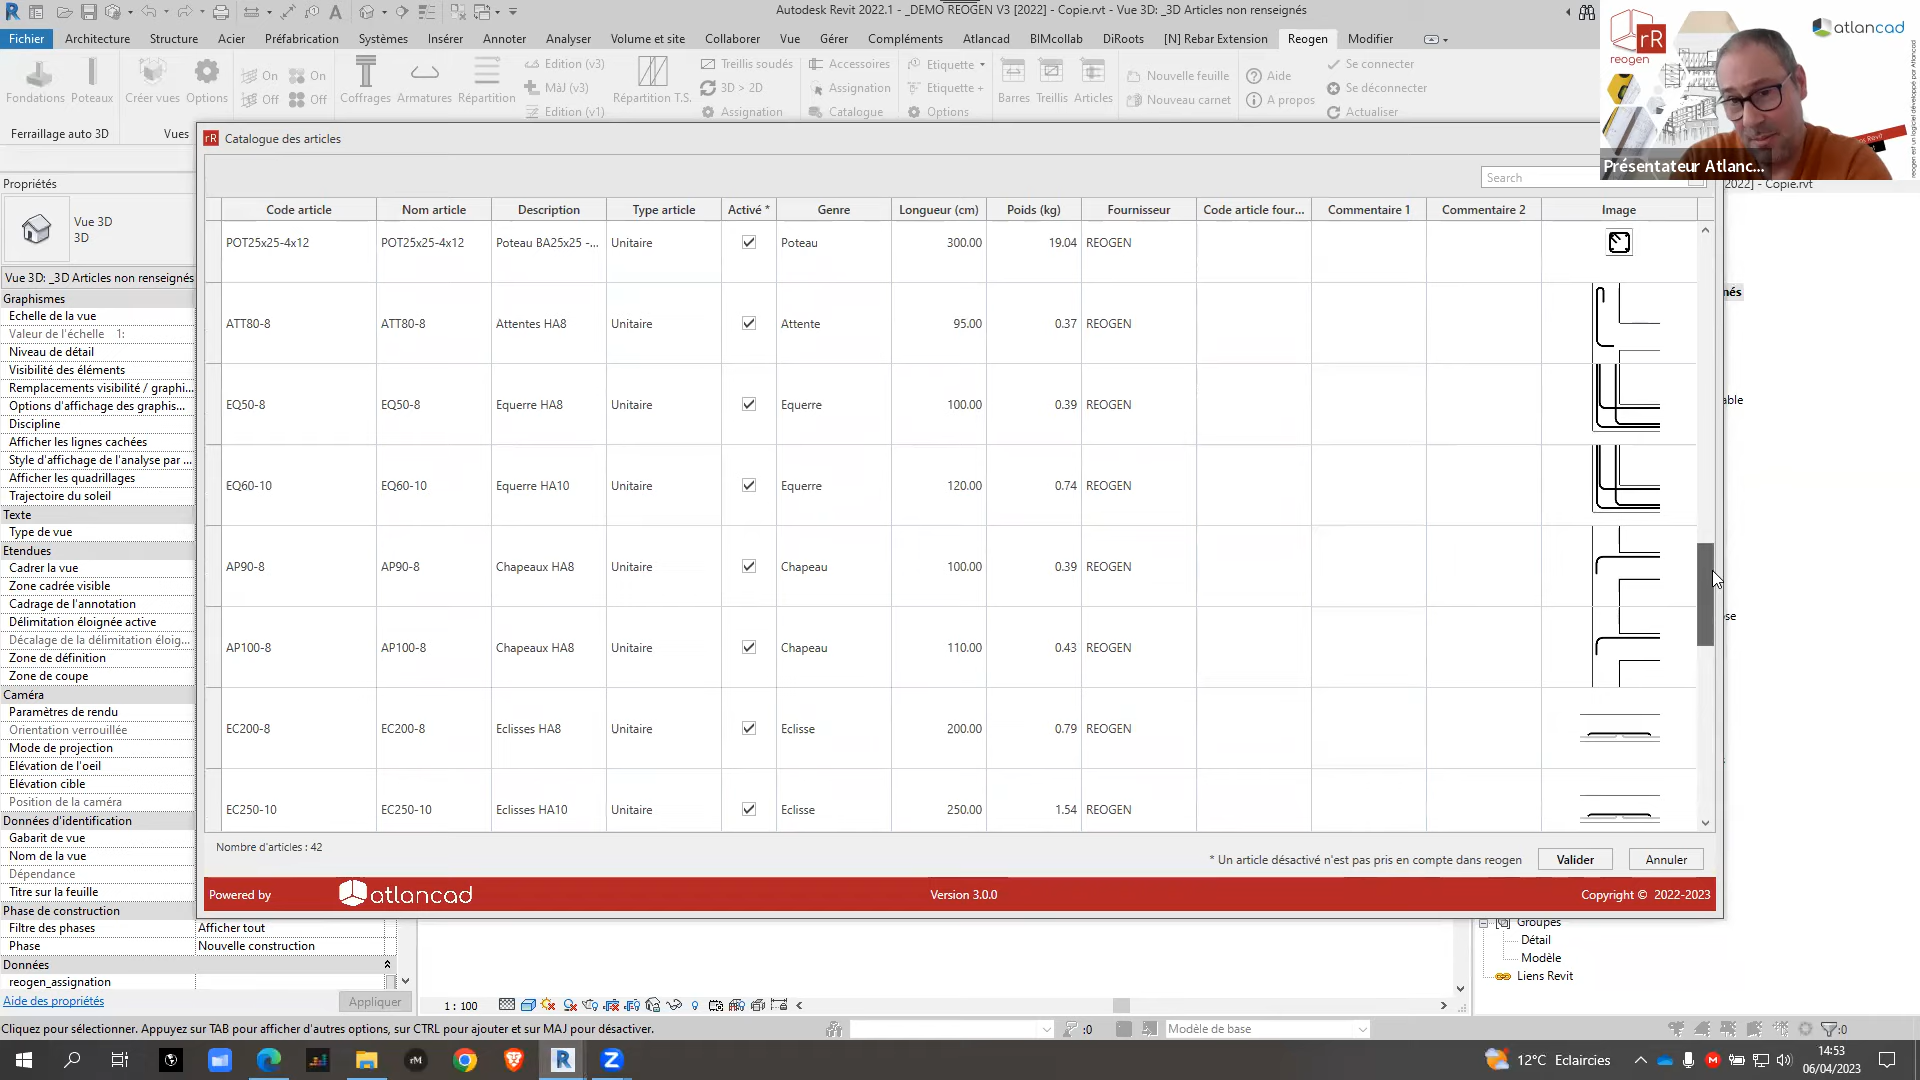 Autodesk Revit 2022.1 - _DEMO REOGEN V3 [2022] - Copie.rvt - Vue 3D: _3D Articles non renseignés
Fichier Architecture Structure Acier Préfabrication Systèmes Insérer Annoter Analyser Volume et site Collaborer Vue Gérer Compléments Atlancad BIMcollab DiRoots [N] Rebar Extension Reogen Modifier
Fondations Poteaux Créer vues Options On On Off Off Coffrages Armatures Répartition
Edition (v3) MàJ (v3) Edition (v1) Répartition T.S. Treillis soudés 3D > 2D Assignation
Accessoires Assignation Catalogue Etiquette Etiquette + Options Barres Treillis Articles
Nouvelle feuille Nouveau carnet Aide A propos Se connecter Se déconnecter Actualiser
Ferraillage auto 3D Vues
reogen
atlancad
Présentateur Atlanc...
2022] - Copie.rvt
Catalogue des articles
Search
Code article Nom article Description Type article Activé * Genre Longueur (cm) Poids (kg) Fournisseur Code article four... Commentaire 1 Commentaire 2 Image
POT25x25-4x12 POT25x25-4x12 Poteau BA25x25 -... Unitaire Poteau 300.00 19.04 REOGEN
ATT80-8 ATT80-8 Attentes HA8 Unitaire Attente 95.00 0.37 REOGEN
EQ50-8 EQ50-8 Equerre HA8 Unitaire Equerre 100.00 0.39 REOGEN
EQ60-10 EQ60-10 Equerre HA10 Unitaire Equerre 120.00 0.74 REOGEN
AP90-8 AP90-8 Chapeaux HA8 Unitaire Chapeau 100.00 0.39 REOGEN
AP100-8 AP100-8 Chapeaux HA8 Unitaire Chapeau 110.00 0.43 REOGEN
EC200-8 EC200-8 Eclisses HA8 Unitaire Eclisse 200.00 0.79 REOGEN
EC250-10 EC250-10 Eclisses HA10 Unitaire Eclisse 250.00 1.54 REOGEN
Nombre d'articles : 42
* Un article désactivé n'est pas pris en compte dans reogen
Valider Annuler
Powered by atlancad Version 3.0.0 Copyright © 2022-2023
Propriétés
Vue 3D
3D
Vue 3D: _3D Articles non renseignés
Graphismes
Echelle de la vue
Valeur de l'échelle 1:
Niveau de détail
Visibilité des éléments
Remplacements visibilité / graphi...
Options d'affichage des graphis...
Discipline
Afficher les lignes cachées
Style d'affichage de l'analyse par ...
Afficher les quadrillages
Trajectoire du soleil
Texte
Type de vue
Etendues
Cadrer la vue
Zone cadrée visible
Cadrage de l'annotation
Délimitation éloignée active
Décalage de la délimitation éloig...
Zone de définition
Zone de coupe
Caméra
Paramètres de rendu
Orientation verrouillée
Mode de projection
Elévation de l'oeil
Elévation cible
Position de la caméra
Données d'identification
Gabarit de vue
Nom de la vue
Dépendance
Titre sur la feuille
Phase de construction
Filtre des phases Afficher tout
Phase Nouvelle construction
Données
reogen_assignation
Aide des propriétés Appliquer
nés
able
se
Groupes
Détail
Modèle
Liens Revit
1 : 100
Cliquez pour sélectionner. Appuyez sur TAB pour afficher d'autres options, sur CTRL pour ajouter et sur MAJ pour désactiver.
:0 Modèle de base :0
12°C Eclaircies
14:53
06/04/2023